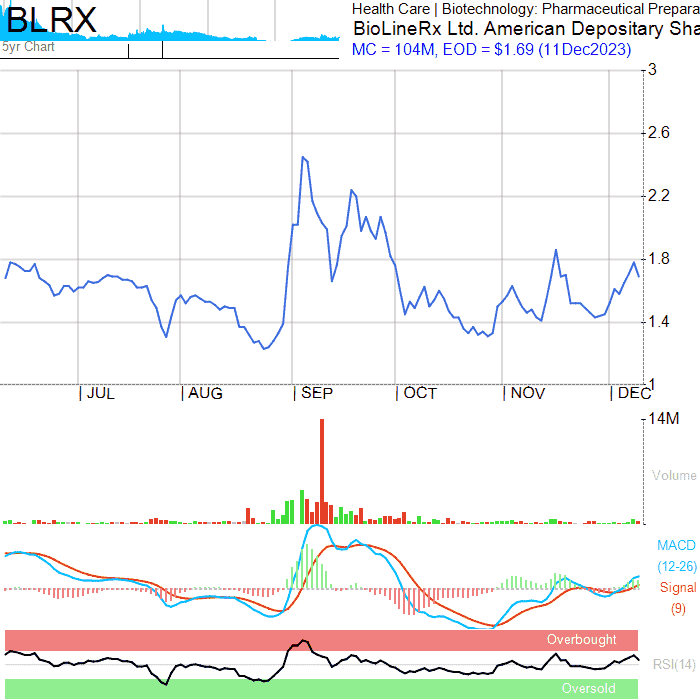 BLRX
5yr Chart
Health Care | Biotechnology: Pharmaceutical Prepara
BioLineRx Ltd. American Depositary Sha
MC = 104M, EOD = $1.69 (11Dec2023)
3
2.6
2.2
1.8
1.4
1
| JUL | AUG | SEP | OCT | NOV | DEC
14M
Volume
MACD
(12-26)
Signal
(9)
Overbought
RSI(14)
Oversold